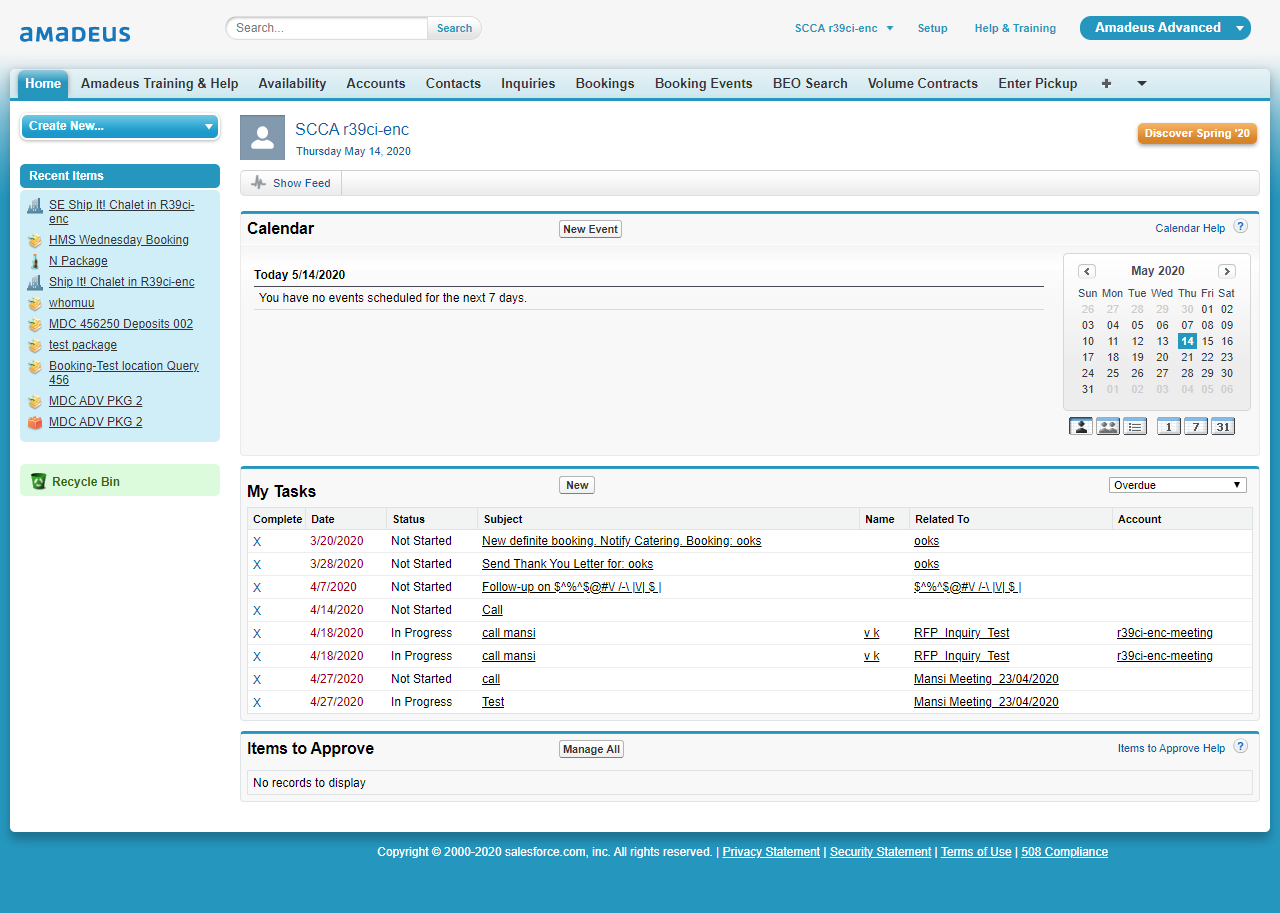 amadeus
Search...
Search
SCCA r39ci-enc
Setup
Help & Training
Amadeus Advanced
Home
Amadeus Training & Help
Availability
Accounts
Contacts
Inquiries
Bookings
Booking Events
BEO Search
Volume Contracts
Enter Pickup
+
Create New...
Recent Items
SE Ship It! Chalet in R39ci-
enc
HMS Wednesday Booking
N Package
Ship It! Chalet in R39ci-enc
whomuu
MDC 456250 Deposits 002
test package
Booking-Test location Query
456
MDC ADV PKG 2
MDC ADV PKG 2
Recycle Bin
SCCA r39ci-enc
Thursday May 14, 2020
Discover Spring '20
Show Feed
Calendar
New Event
Calendar Help ?
Today 5/14/2020
You have no events scheduled for the next 7 days.
May 2020
Sun Mon Tue Wed Thu Fri Sat
26 27 28 29 30 01 02
03 04 05 06 07 08 09
10 11 12 13 14 15 16
17 18 19 20 21 22 23
24 25 26 27 28 29 30
31 01 02 03 04 05 06
1 7 31
My Tasks
New
Overdue
Complete Date Status Subject Name Related To Account
X 3/20/2020 Not Started New definite booking. Notify Catering. Booking: ooks ooks
X 3/28/2020 Not Started Send Thank You Letter for: ooks ooks
X 4/7/2020 Not Started Follow-up on $^%^$@#\/ /-\ |\/| $ | $^%^$@#\/ /-\ |\/| $ |
X 4/14/2020 Not Started Call
X 4/18/2020 In Progress call mansi v k RFP_Inquiry_Test r39ci-enc-meeting
X 4/18/2020 In Progress call mansi v k RFP_Inquiry_Test r39ci-enc-meeting
X 4/27/2020 Not Started call Mansi Meeting_23/04/2020
X 4/27/2020 In Progress Test Mansi Meeting_23/04/2020
Items to Approve
Manage All
Items to Approve Help ?
No records to display
Copyright © 2000-2020 salesforce.com, inc. All rights reserved. | Privacy Statement | Security Statement | Terms of Use | 508 Compliance